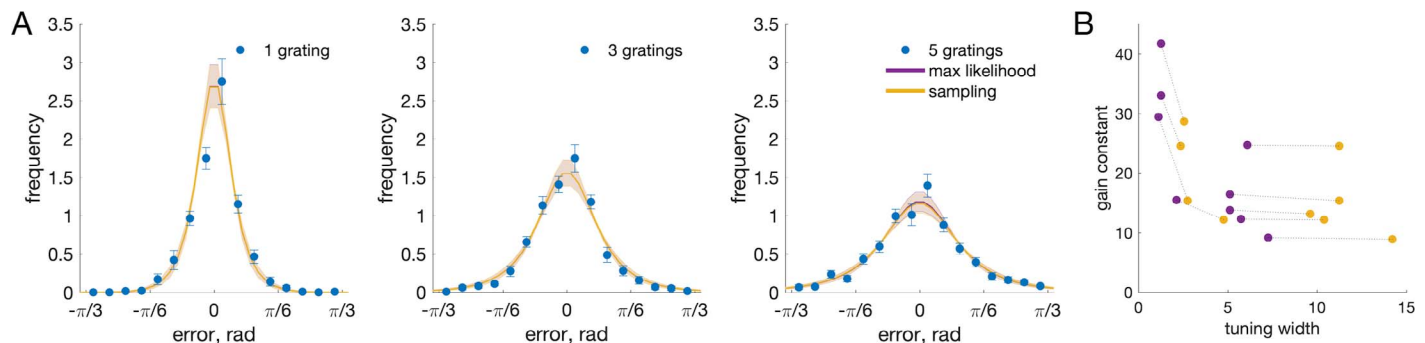 A
3.5
3
2.5
2
1.5
1
0.5
0
frequency
1 grating
-π/3
-π/6
0
π/6
π/3
error, rad
3.5
3
2.5
2
1.5
1
0.5
0
frequency
3 gratings
-π/3
-π/6
0
π/6
π/3
error, rad
3.5
3
2.5
2
1.5
1
0.5
0
frequency
5 gratings
max likelihood
sampling
-π/3
-π/6
0
π/6
π/3
error, rad
B
40
30
20
10
0
gain constant
0
5
10
15
tuning width